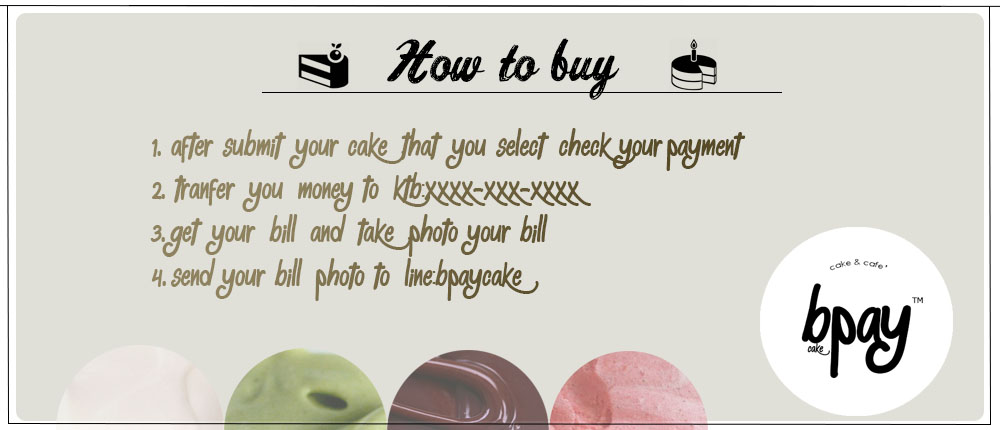 How to buy
1. after submit your cake that you select check your payment
2. tranfer you money to ktb:xxxx-xxx-xxxx
3. get your bill and take photo your bill
4. send your bill photo to line:bpaycake
cake & cafe'
bpay™
cake